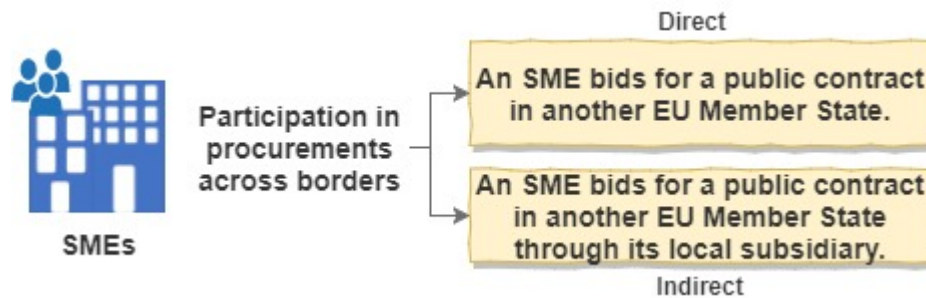 Direct
An SME bids for a public contract
in another EU Member State.
Participation in
procurements
across borders
An SME bids for a public contract
in another EU Member State
through its local subsidiary.
SMEs
Indirect